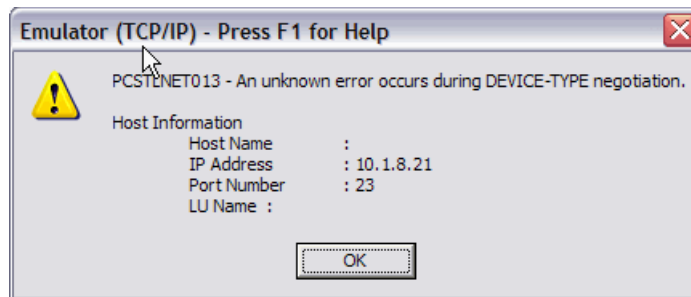 Emulator (TCP/IP) - Press F1 for Help
PCSTLNET013 - An unknown error occurs during DEVICE-TYPE negotiation.
Host Information
Host Name :
IP Address : 10.1.8.21
Port Number : 23
LU Name :
OK